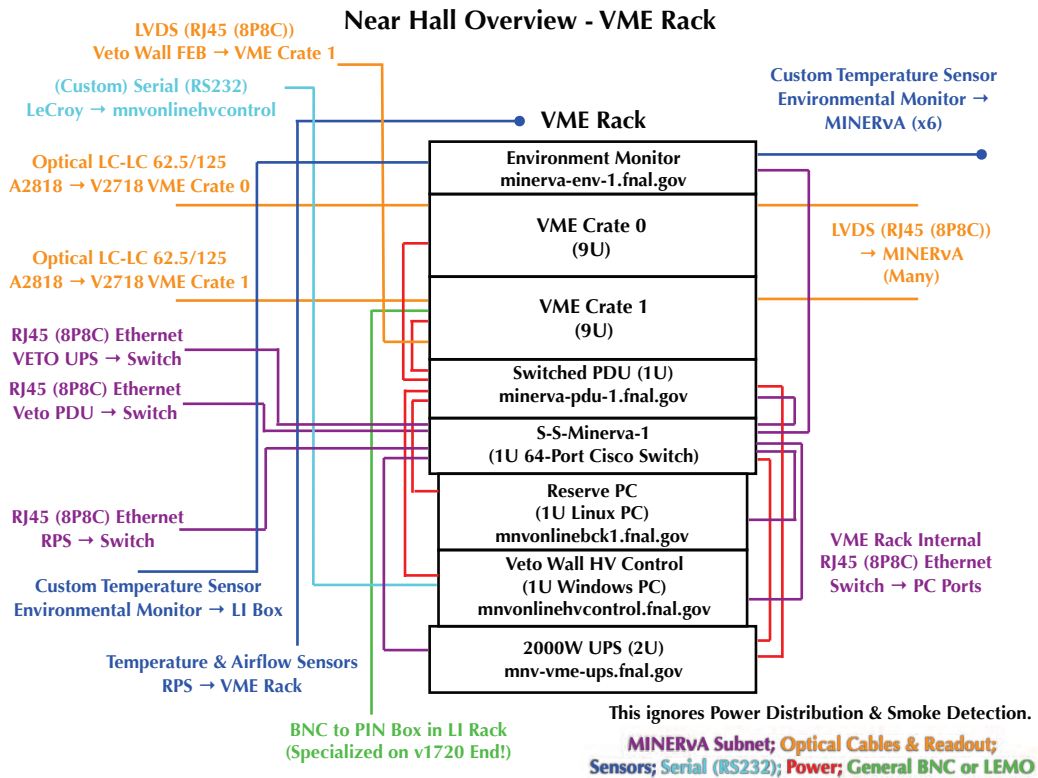 Near Hall Overview - VME Rack
LVDS (RJ45 (8P8C))
Veto Wall FEB → VME Crate 1
(Custom) Serial (RS232)
LeCroy → mnvonlinehvcontrol
Custom Temperature Sensor
Environmental Monitor →
MINERvA (x6)
VME Rack
Optical LC-LC 62.5/125
A2818 → V2718 VME Crate 0
Environment Monitor
minerva-env-1.fnal.gov
VME Crate 0
(9U)
LVDS (RJ45 (8P8C))
→ MINERvA
(Many)
Optical LC-LC 62.5/125
A2818 → V2718 VME Crate 1
VME Crate 1
(9U)
RJ45 (8P8C) Ethernet
VETO UPS → Switch
RJ45 (8P8C) Ethernet
Veto PDU → Switch
Switched PDU (1U)
minerva-pdu-1.fnal.gov
S-S-Minerva-1
(1U 64-Port Cisco Switch)
Reserve PC
(1U Linux PC)
mnvonlinebck1.fnal.gov
RJ45 (8P8C) Ethernet
RPS → Switch
VME Rack Internal
RJ45 (8P8C) Ethernet
Switch → PC Ports
Veto Wall HV Control
(1U Windows PC)
mnvonlinehvcontrol.fnal.gov
Custom Temperature Sensor
Environmental Monitor → LI Box
2000W UPS (2U)
mnv-vme-ups.fnal.gov
Temperature & Airflow Sensors
RPS → VME Rack
BNC to PIN Box in LI Rack
(Specialized on v1720 End!)
This ignores Power Distribution & Smoke Detection.
MINERvA Subnet; Optical Cables & Readout;
Sensors; Serial (RS232); Power; General BNC or LEMO